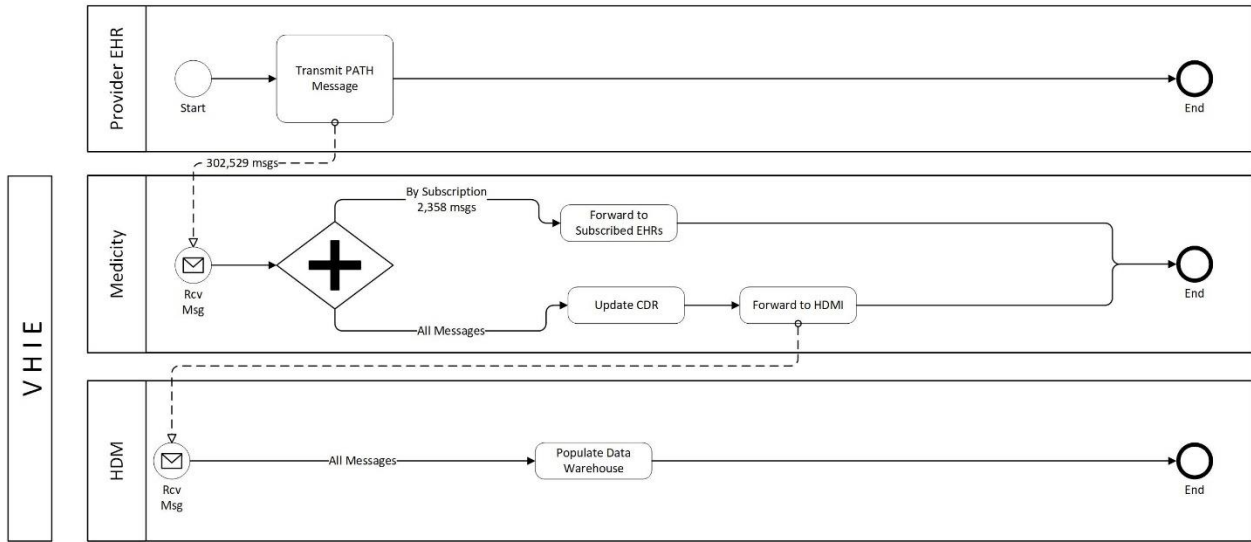 Provider EHR
Start
Transmit PATH
Message
End
302,529 msgs
V H I E
Medicity
Rcv
Msg
By Subscription
2,358 msgs
Forward to
Subscribed EHRs
All Messages
Update CDR
Forward to HDMI
End
HDM
Rcv
Msg
All Messages
Populate Data
Warehouse
End